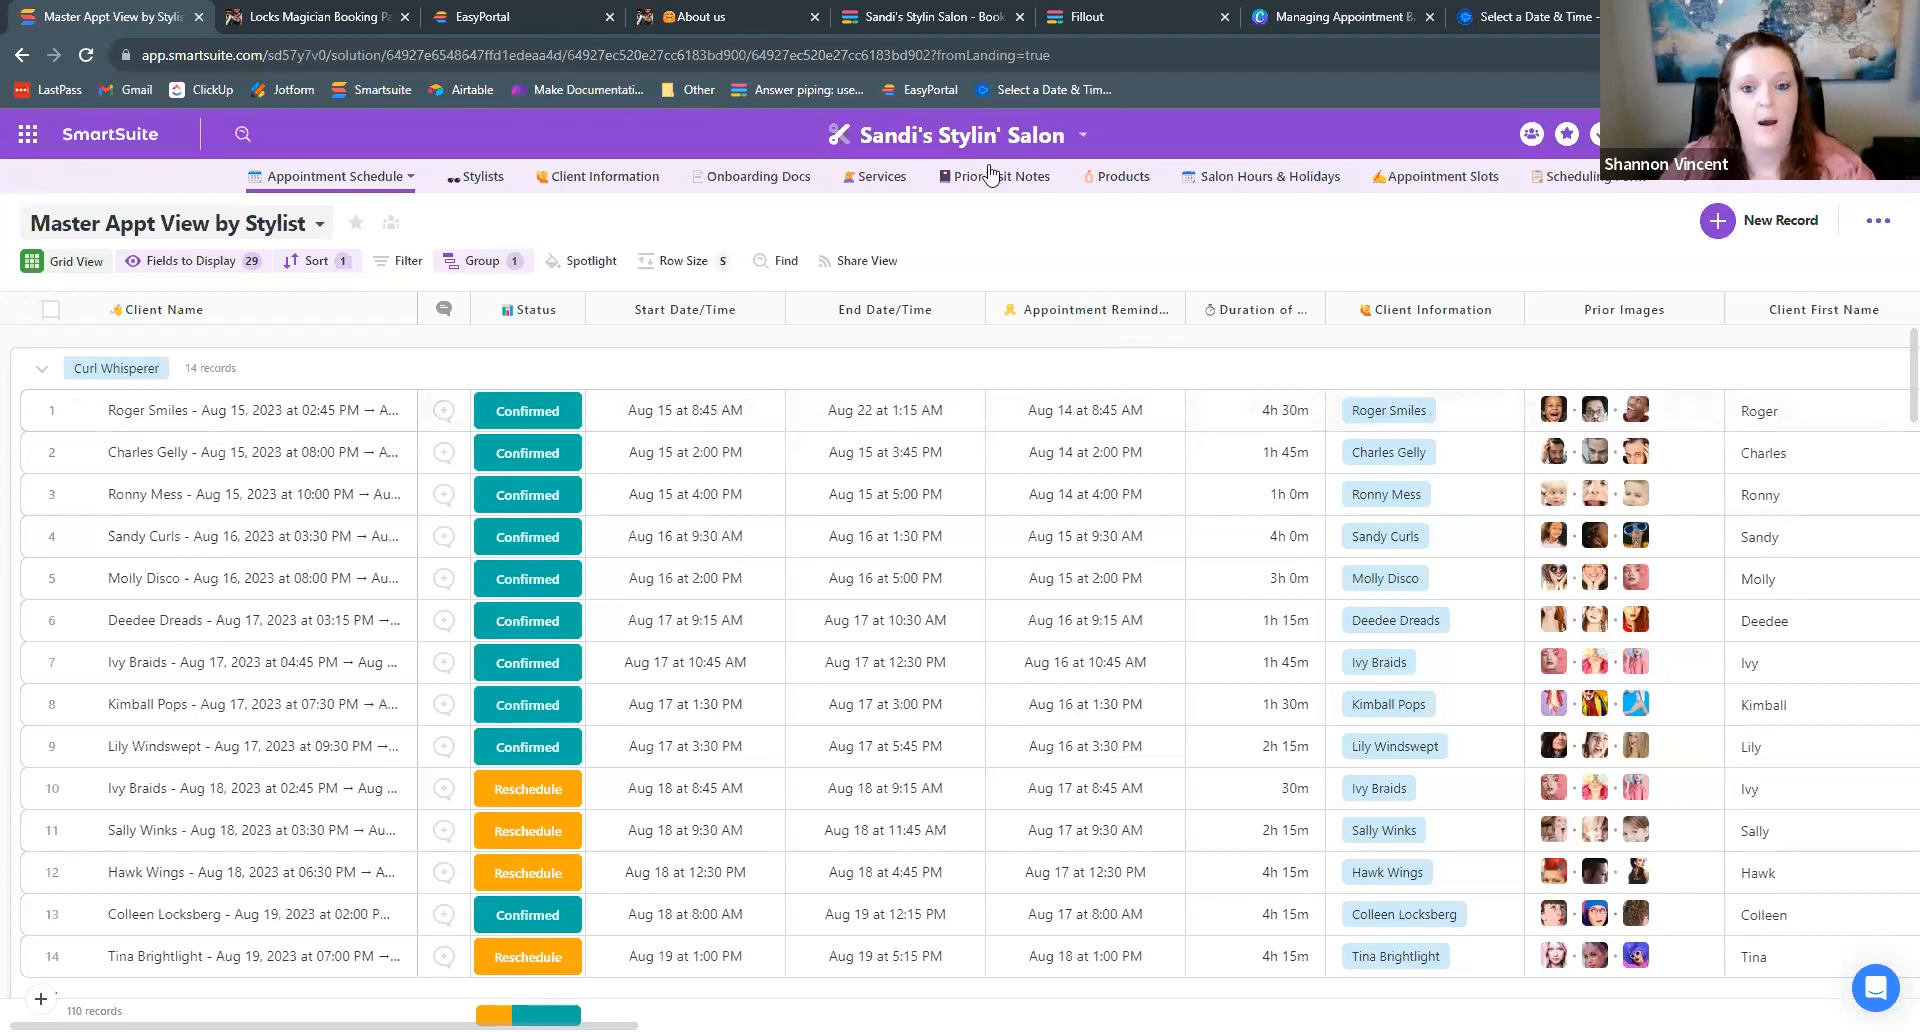 Master Appt View by Stylis
Locks Magician Booking Pa
EasyPortal
About us
Sandi's Stylin Salon - Book
Fillout
Managing Appointment B
Select a Date & Time -
app.smartsuite.com/sd57y7v0/solution/64927e6548647ffd1edeaa4d/64927ec520e27cc6183bd900/64927ec520e27cc6183bd902?fromLanding=true
LastPass
Gmail
ClickUp
Jotform
Smartsuite
Airtable
Make Documentati...
Other
Answer piping: use...
EasyPortal
Select a Date & Tim...
SmartSuite
Sandi's Stylin' Salon
Shannon Vincent
Appointment Schedule
Stylists
Client Information
Onboarding Docs
Services
Notes
Products
Salon Hours & Holidays
Appointment Slots
Master Appt View by Stylist
New Record
Grid View
Fields to Display 29
Sort 1
Filter
Group 1
Spotlight
Row Size S
Find
Share View
Client Name Status Start Date/Time End Date/Time Appointment Remind... Duration of ... Client Information Prior Images Client First Name
Curl Whisperer 14 records
1 Roger Smiles - Aug 15, 2023 at 02:45 PM → A... Confirmed Aug 15 at 8:45 AM Aug 22 at 1:15 AM Aug 14 at 8:45 AM 4h 30m Roger Smiles Roger
2 Charles Gelly - Aug 15, 2023 at 08:00 PM → A... Confirmed Aug 15 at 2:00 PM Aug 15 at 3:45 PM Aug 14 at 2:00 PM 1h 45m Charles Gelly Charles
3 Ronny Mess - Aug 15, 2023 at 10:00 PM → Au... Confirmed Aug 15 at 4:00 PM Aug 15 at 5:00 PM Aug 14 at 4:00 PM 1h 0m Ronny Mess Ronny
4 Sandy Curls - Aug 16, 2023 at 03:30 PM → Au... Confirmed Aug 16 at 9:30 AM Aug 16 at 1:30 PM Aug 15 at 9:30 AM 4h 0m Sandy Curls Sandy
5 Molly Disco - Aug 16, 2023 at 08:00 PM → Au... Confirmed Aug 16 at 2:00 PM Aug 16 at 5:00 PM Aug 15 at 2:00 PM 3h 0m Molly Disco Molly
6 Deedee Dreads - Aug 17, 2023 at 03:15 PM →... Confirmed Aug 17 at 9:15 AM Aug 17 at 10:30 AM Aug 16 at 9:15 AM 1h 15m Deedee Dreads Deedee
7 Ivy Braids - Aug 17, 2023 at 04:45 PM → Aug ... Confirmed Aug 17 at 10:45 AM Aug 17 at 12:30 PM Aug 16 at 10:45 AM 1h 45m Ivy Braids Ivy
8 Kimball Pops - Aug 17, 2023 at 07:30 PM → A... Confirmed Aug 17 at 1:30 PM Aug 17 at 3:00 PM Aug 16 at 1:30 PM 1h 30m Kimball Pops Kimball
9 Lily Windswept - Aug 17, 2023 at 09:30 PM →... Confirmed Aug 17 at 3:30 PM Aug 17 at 5:45 PM Aug 16 at 3:30 PM 2h 15m Lily Windswept Lily
10 Ivy Braids - Aug 18, 2023 at 02:45 PM → Aug ... Reschedule Aug 18 at 8:45 AM Aug 18 at 9:15 AM Aug 17 at 8:45 AM 30m Ivy Braids Ivy
11 Sally Winks - Aug 18, 2023 at 03:30 PM → Au... Reschedule Aug 18 at 9:30 AM Aug 18 at 11:45 AM Aug 17 at 9:30 AM 2h 15m Sally Winks Sally
12 Hawk Wings - Aug 18, 2023 at 06:30 PM → A... Reschedule Aug 18 at 12:30 PM Aug 18 at 4:45 PM Aug 17 at 12:30 PM 4h 15m Hawk Wings Hawk
13 Colleen Locksberg - Aug 19, 2023 at 02:00 P... Confirmed Aug 18 at 8:00 AM Aug 19 at 12:15 PM Aug 17 at 8:00 AM 4h 15m Colleen Locksberg Colleen
14 Tina Brightlight - Aug 19, 2023 at 07:00 PM →... Reschedule Aug 19 at 1:00 PM Aug 19 at 5:15 PM Aug 18 at 1:00 PM 4h 15m Tina Brightlight Tina
110 records